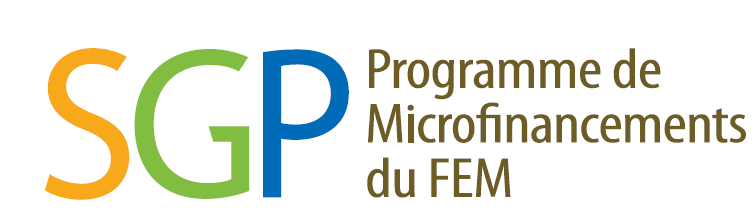 SGP
Programme de
Microfinancements
du FEM